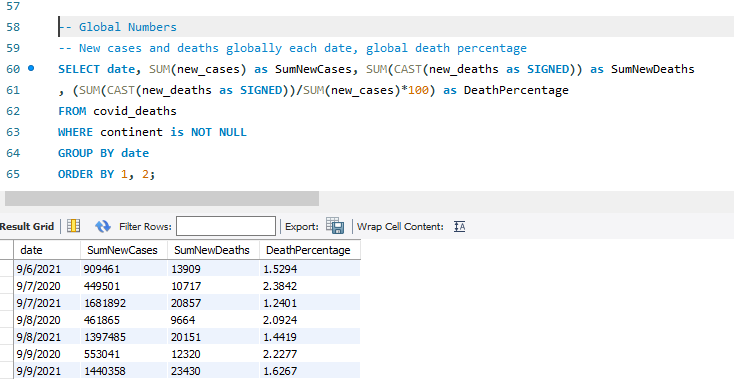 57
58 -- Global Numbers
59 -- New cases and deaths globally each date, global death percentage
60 SELECT date, SUM(new_cases) as SumNewCases, SUM(CAST(new_deaths as SIGNED)) as SumNewDeaths
61 , (SUM(CAST(new_deaths as SIGNED))/SUM(new_cases)*100) as DeathPercentage
62 FROM covid_deaths
63 WHERE continent is NOT NULL
64 GROUP BY date
65 ORDER BY 1, 2;
Result Grid Filter Rows: Export: Wrap Cell Content: IA
date SumNewCases SumNewDeaths DeathPercentage
9/6/2021 909461 13909 1.5294
9/7/2020 449501 10717 2.3842
9/7/2021 1681892 20857 1.2401
9/8/2020 461865 9664 2.0924
9/8/2021 1397485 20151 1.4419
9/9/2020 553041 12320 2.2277
9/9/2021 1440358 23430 1.6267